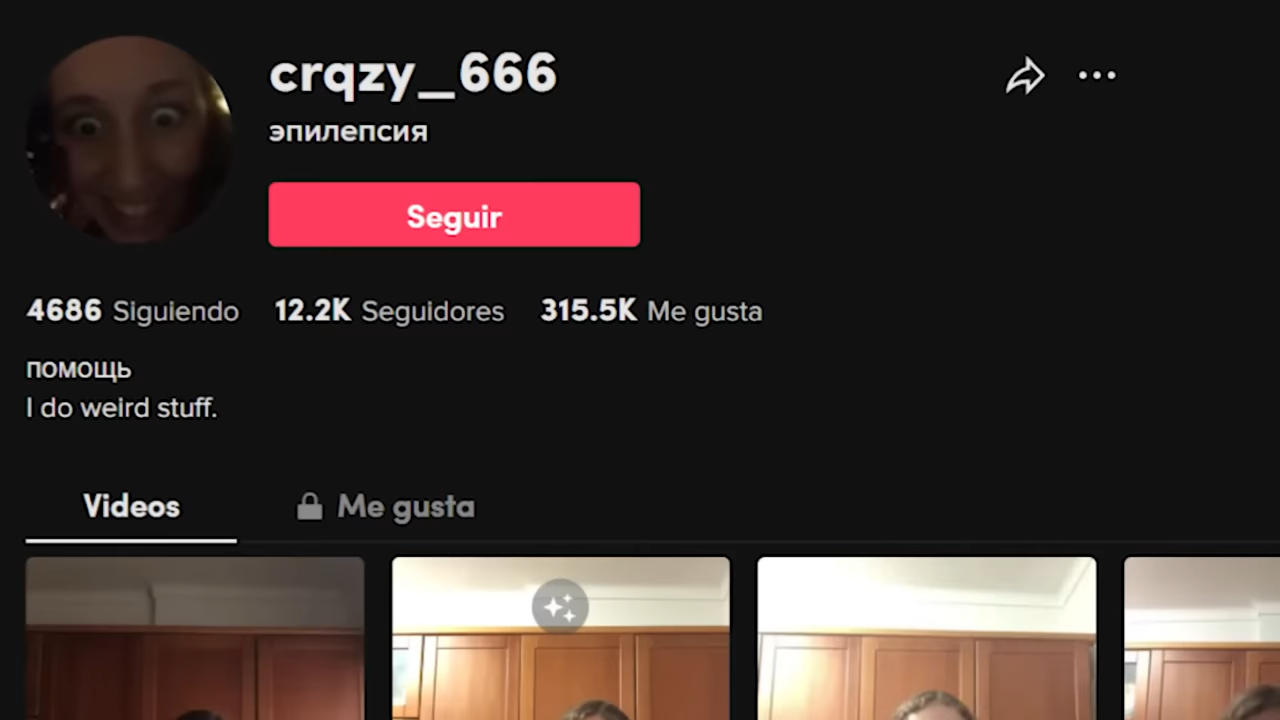 crqzy_666
эпилепсия
Seguir
4686 Siguiendo 12.2K Seguidores 315.5K Me gusta
помощь
I do weird stuff.
Videos Me gusta